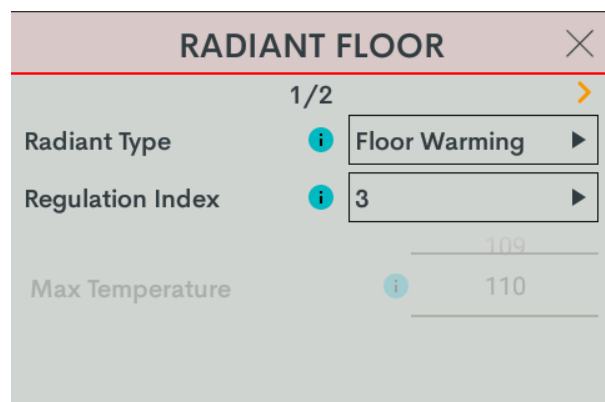 RADIANT FLOOR
1/2
Radiant Type i Floor Warming
Regulation Index i 3
109
Max Temperature i 110